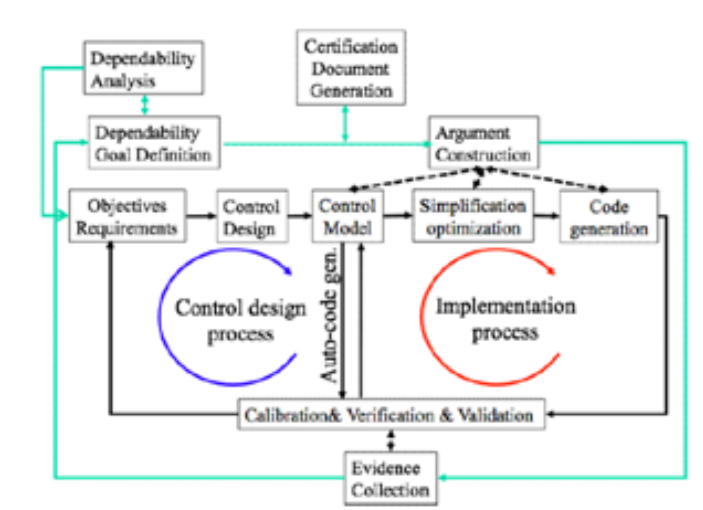 Dependability
Analysis
Certification
Document
Generation
Dependability
Goal Definition
Argument
Construction
Objectives
Requirements
Control
Design
Control
Model
Simplification
optimization
Code
generation
Control design
process
Auto-code gen.
Implementation
process
Calibration& Verification & Validation
Evidence
Collection